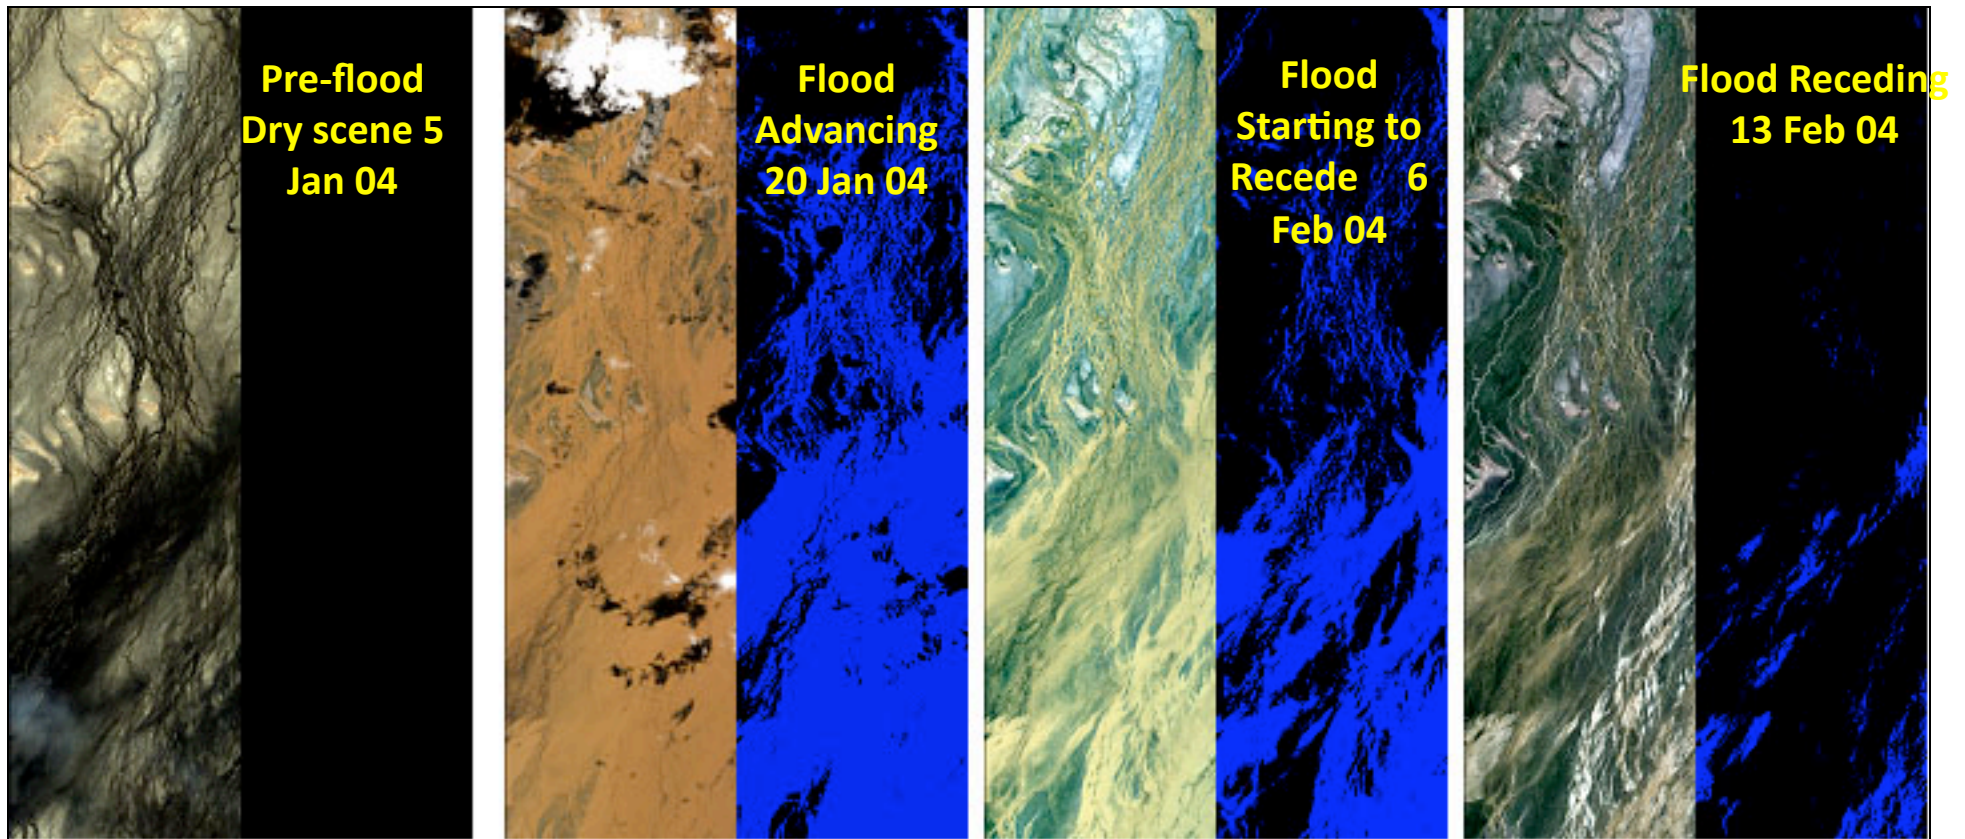 Pre-flood
Dry scene 5
Jan 04
Flood
Advancing
20 Jan 04
Flood
Starting to
Recede 6
Feb 04
Flood Receding
13 Feb 04